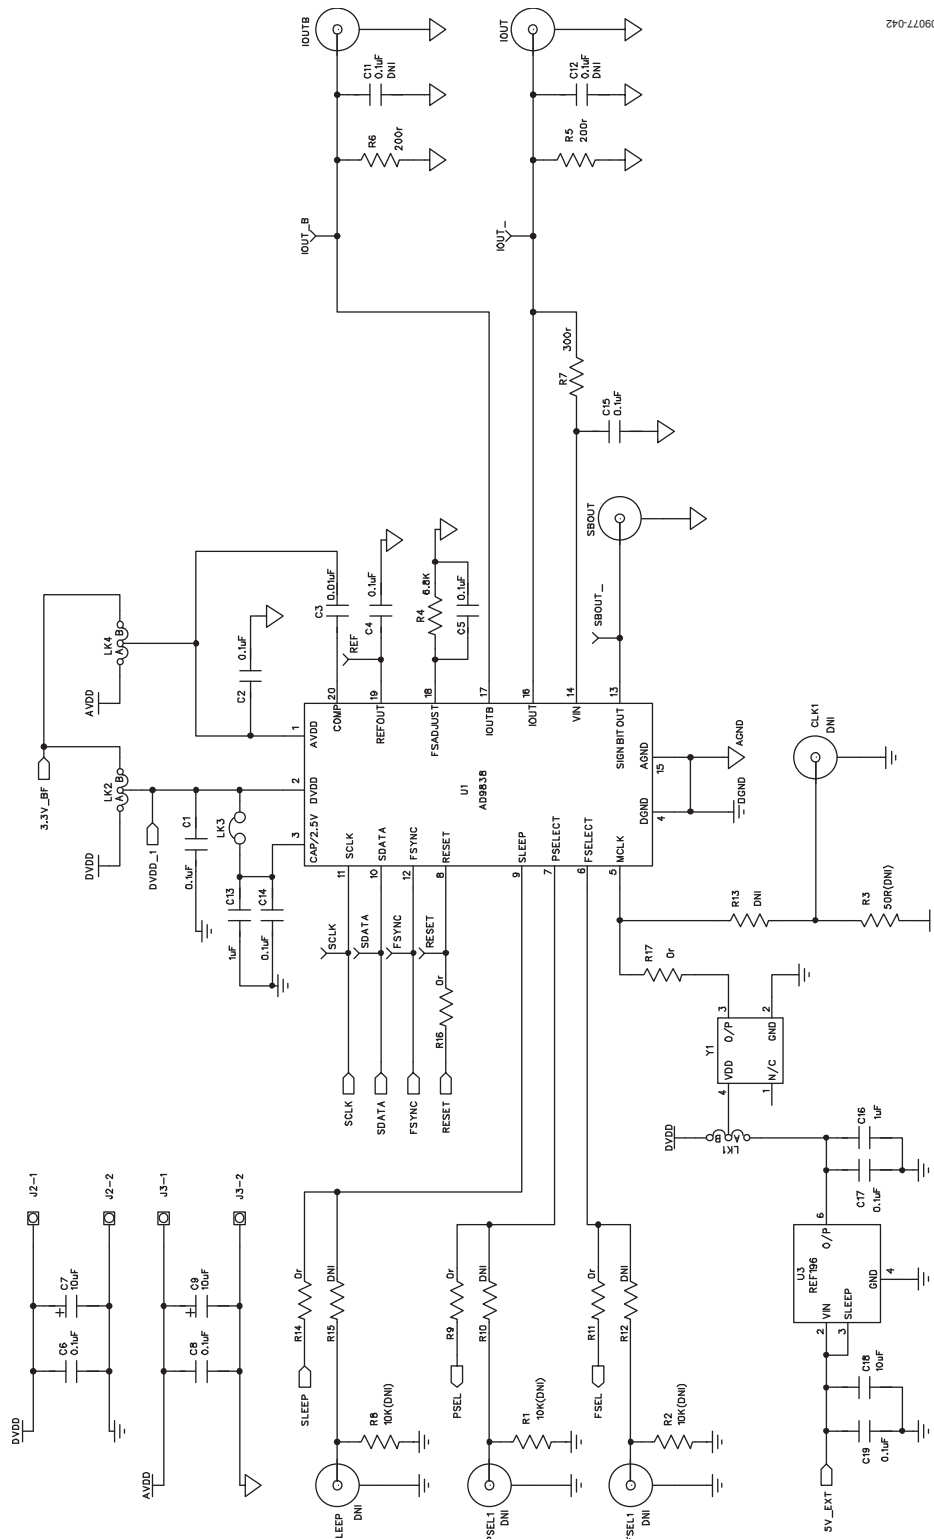 09077-042
IOUTB
IOUT
C11
0.1uF
DNI
C12
0.1uF
DNI
R6
200r
R5
200r
IOUT_B
IOUT_
300r
R7
C15
0.1uF
SBOUT
SBOUT_
3.3V_BF
LK4
A B
AVDD
LK2
A B
DVDD
DVDD_1
C1
0.1uF
LK3
C13
1uF
C14
0.1uF
C2
0.1uF
C3
0.01uF
C4
0.1uF
REF
R4
6.8K
C5
0.1uF
U1
AD9838
1
AVDD
2
DVDD
3
CAP/2.5V
20
COMP
19
REFOUT
18
FSADJUST
17
IOUTB
16
IOUT
14
VIN
13
SIGN BIT OUT
15
AGND
4
DGND
11
SCLK
10
SDATA
12
FSYNC
8
RESET
9
SLEEP
7
PSELECT
6
FSELECT
5
MCLK
AGND
DGND
CLK1
DNI
R13
DNI
R3
50R(DNI)
R17
0r
Y1
3
O/P
2
GND
4
VDD
1
N/C
SCLK
SDATA
FSYNC
RESET
R16
0r
SCLK
SDATA
FSYNC
RESET
DVDD
LK1
B A
C16
1uF
C17
0.1uF
U3
REF196
6
O/P
4
GND
2
VIN
3
SLEEP
C18
10uF
C19
0.1uF
5V_EXT
J2-1
J2-2
J3-1
J3-2
C7
10uF
+
C6
0.1uF
C9
10uF
+
C8
0.1uF
DVDD
AVDD
R14
0r
R15
DNI
SLEEP
R8
10K(DNI)
SLEEP
DNI
R9
0r
R10
DNI
PSEL
R1
10K(DNI)
PSEL1
DNI
R11
0r
R12
DNI
FSEL
R2
10K(DNI)
FSEL1
DNI